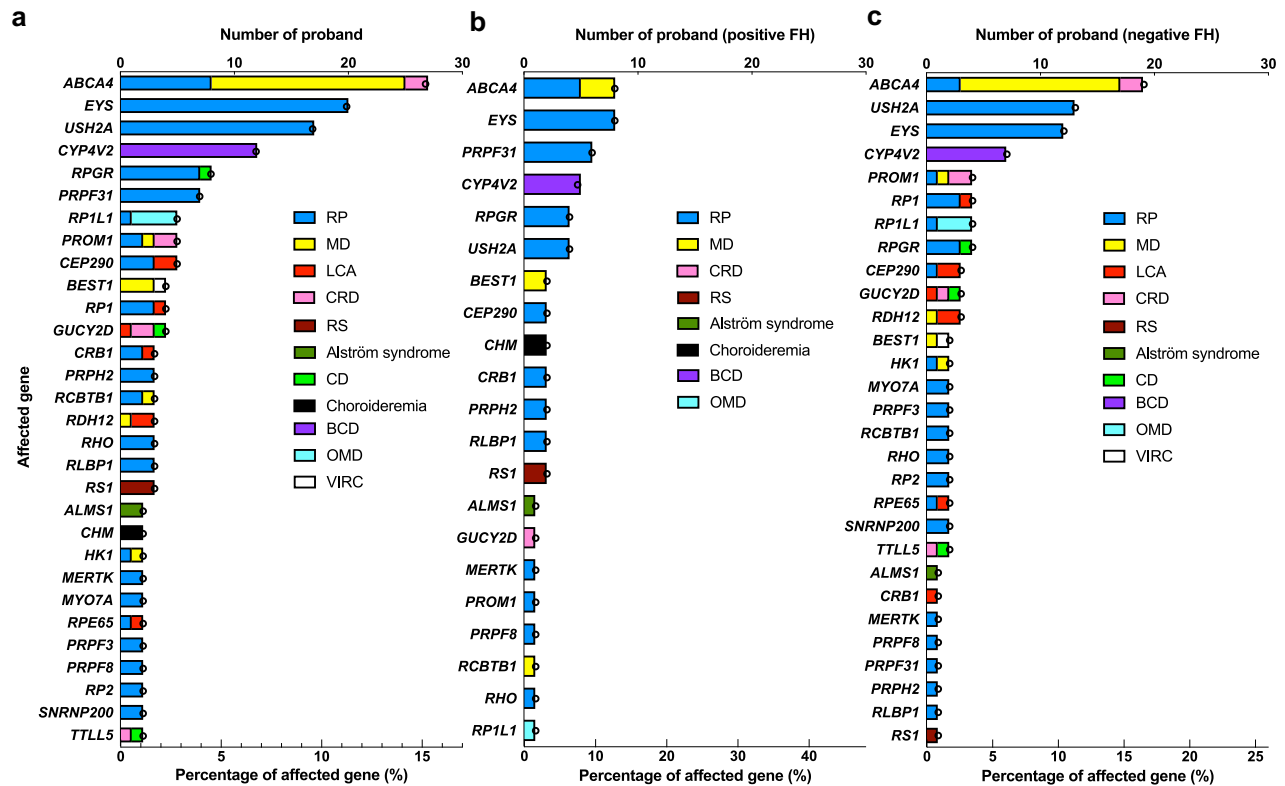 a
Number of proband
0 10 20 30
Affected gene
ABCA4
EYS
USH2A
CYP4V2
RPGR
PRPF31
RP1L1
PROM1
CEP290
BEST1
RP1
GUCY2D
CRB1
PRPH2
RCBTB1
RDH12
RHO
RLBP1
RS1
ALMS1
CHM
HK1
MERTK
MYO7A
RPE65
PRPF3
PRPF8
RP2
SNRNP200
TTLL5
RP
MD
LCA
CRD
RS
Alström syndrome
CD
Choroideremia
BCD
OMD
VIRC
0 5 10 15
Percentage of affected gene (%)
b
Number of proband (positive FH)
0 10 20 30
ABCA4
EYS
PRPF31
CYP4V2
RPGR
USH2A
BEST1
CEP290
CHM
CRB1
PRPH2
RLBP1
RS1
ALMS1
GUCY2D
MERTK
PROM1
PRPF8
RCBTB1
RHO
RP1L1
RP
MD
CRD
RS
Alström syndrome
Choroideremia
BCD
OMD
0 10 20 30 40
Percentage of affected gene (%)
c
Number of proband (negative FH)
0 10 20 30
ABCA4
USH2A
EYS
CYP4V2
PROM1
RP1
RP1L1
RPGR
CEP290
GUCY2D
RDH12
BEST1
HK1
MYO7A
PRPF3
RCBTB1
RHO
RP2
RPE65
SNRNP200
TTLL5
ALMS1
CRB1
MERTK
PRPF8
PRPF31
PRPH2
RLBP1
RS1
RP
MD
LCA
CRD
RS
Alström syndrome
CD
BCD
OMD
VIRC
0 5 10 15 20 25
Percentage of affected gene (%)